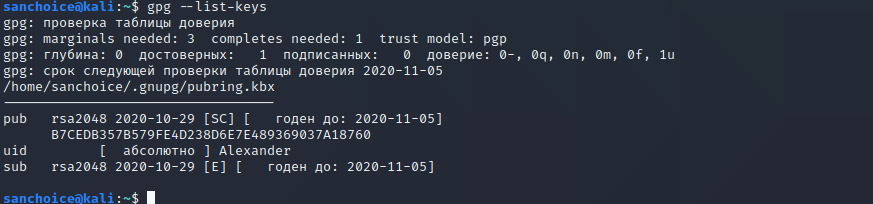 sanchoice@kali:~$ gpg --list-keys
gpg: проверка таблицы доверия
gpg: marginals needed: 3  completes needed: 1  trust model: pgp
gpg: глубина: 0  достоверных:   1  подписанных:   0  доверие: 0-, 0q, 0n, 0m, 0f, 1u
gpg: срок следующей проверки таблицы доверия 2020-11-05
/home/sanchoice/.gnupg/pubring.kbx
----------------------------------
pub   rsa2048 2020-10-29 [SC] [   годен до: 2020-11-05]
      B7CEDB357B579FE4D238D6E7E489369037A18760
uid         [  абсолютно ] Alexander
sub   rsa2048 2020-10-29 [E] [   годен до: 2020-11-05]
sanchoice@kali:~$